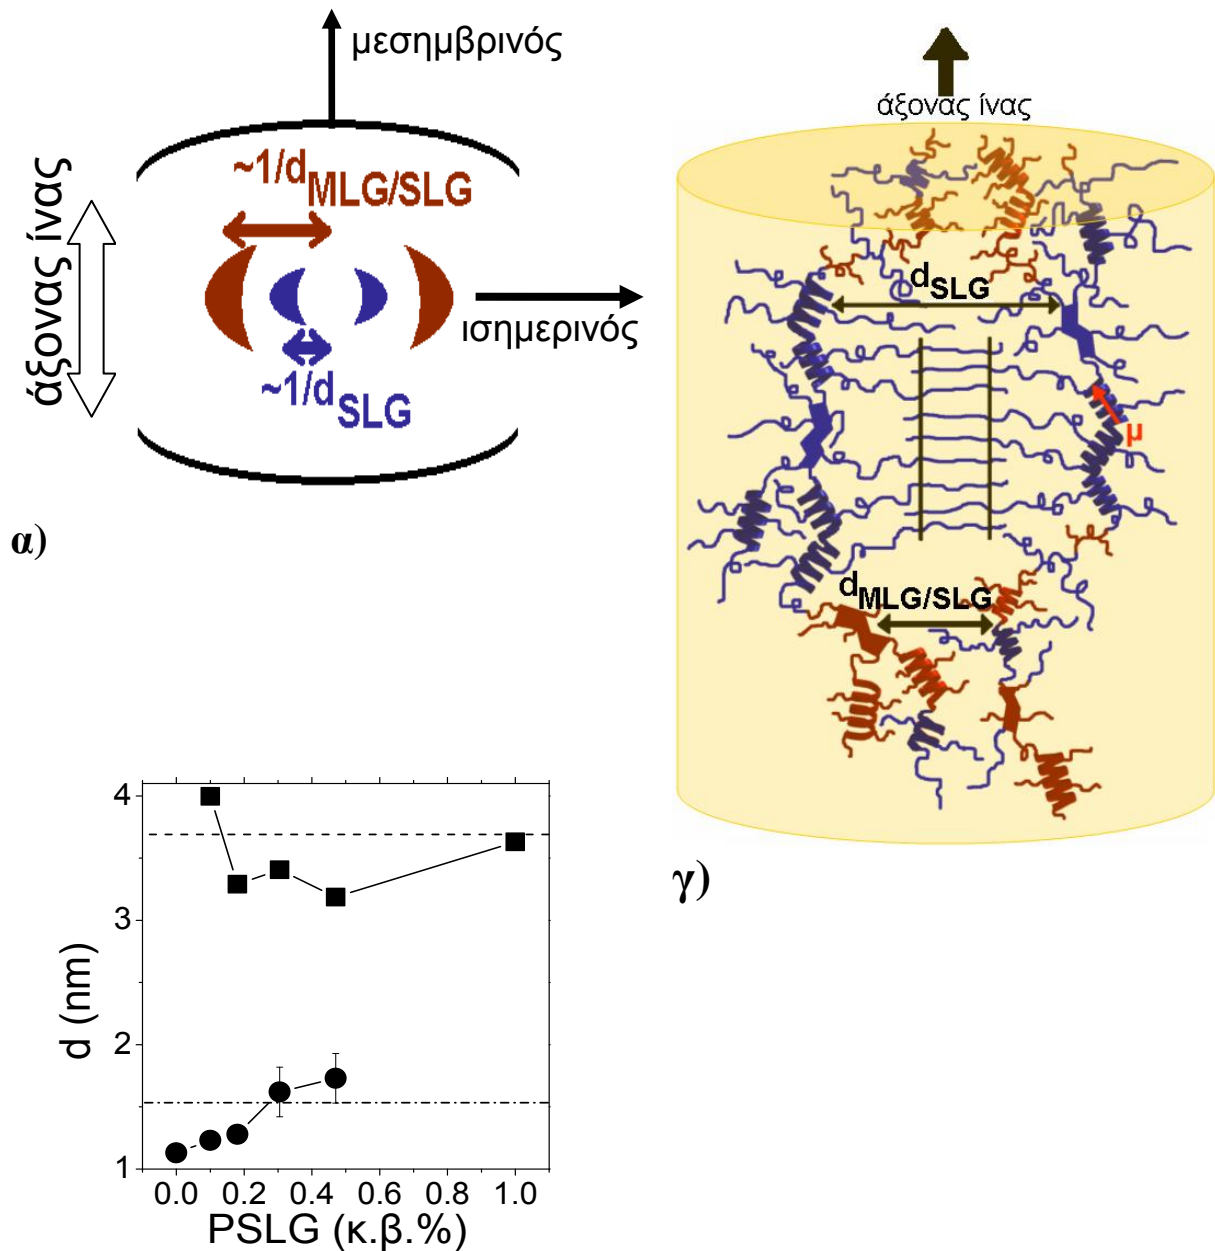 μεσημβρινός
~1/dMLG/SLG
άξονας ίνας
ισημερινός
~1/dSLG
α)
άξονας ίνας
dSLG
μ
dMLG/SLG
γ)
4
3
2
1
d (nm)
0.0 0.2 0.4 0.6 0.8 1.0
PSLG (κ.β.%)